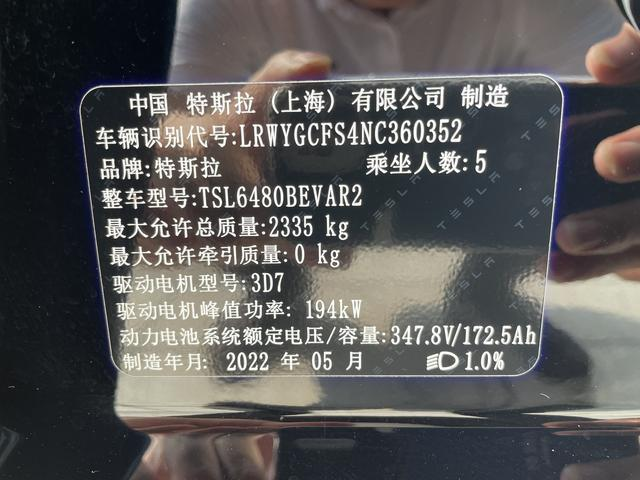 中国 特斯拉 (上海) 有限公司 制造
车辆识别代号:LRWYGCFS4NC360352
品牌:特斯拉 乘坐人数:5
整车型号:TSL6480BEVAR2
最大允许总质量:2335 kg
最大允许牵引质量:0 kg
驱动电机型号:3D7
驱动电机峰值功率: 194kW
动力电池系统额定电压/容量:347.8V/172.5Ah
制造年月: 2022 年 05 月 1.0%
TESLA
TESLA
TESLA
TESLA